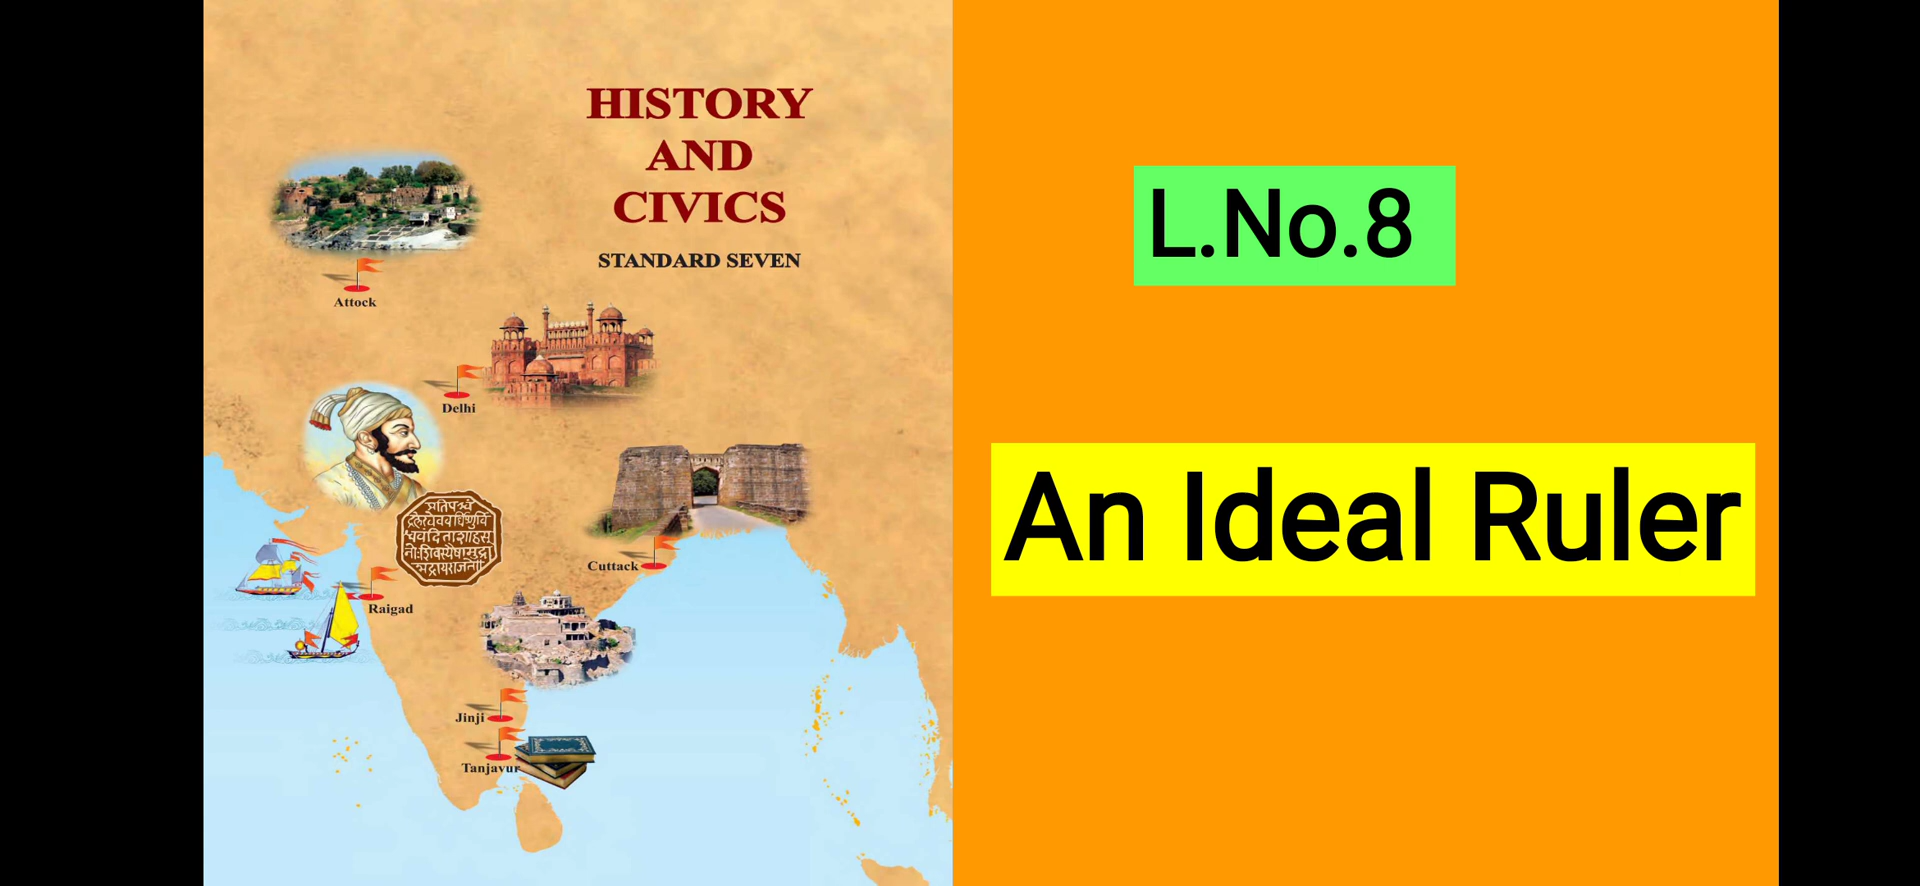 HISTORY
AND
CIVICS
STANDARD SEVEN
Attock
Delhi
Cuttack
Raigad
Jinji
Tanjavur
L.No.8
An Ideal Ruler